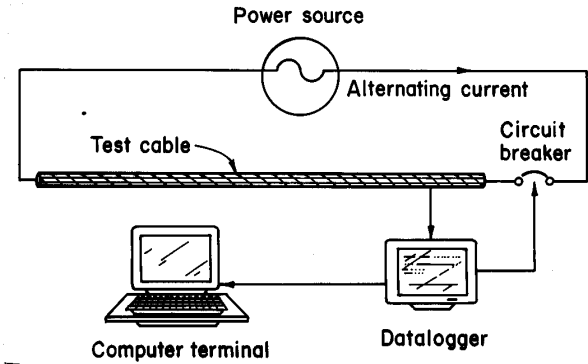 Power source
Alternating current
Circuit
breaker
Test cable
Datalogger
Computer terminal